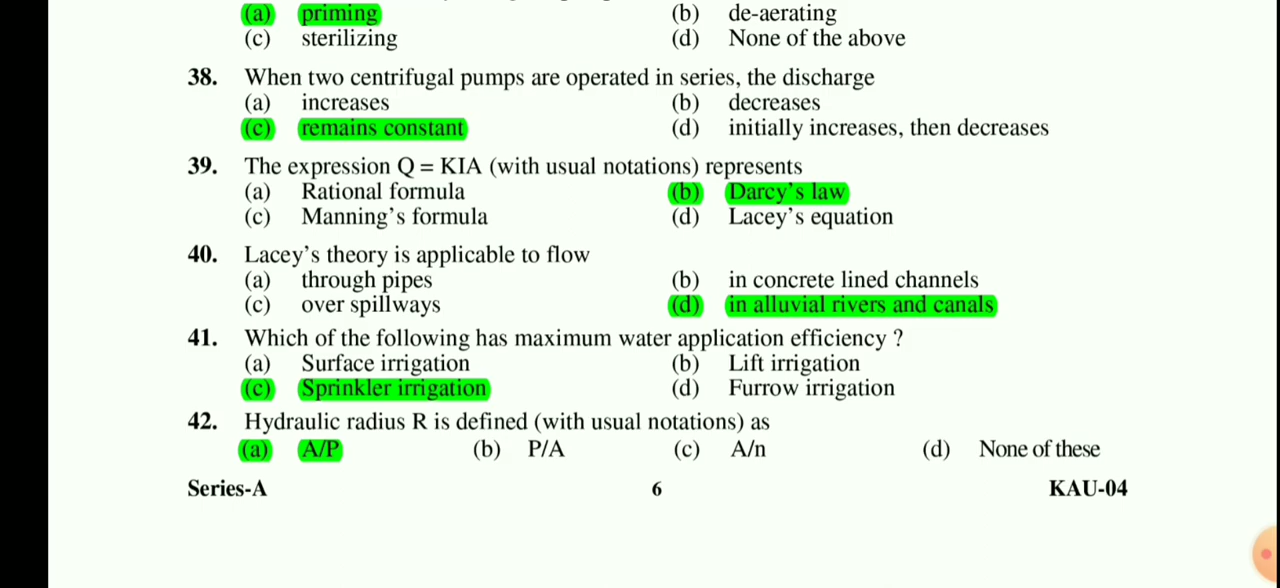 (a) priming (b) de-aerating
(c) sterilizing (d) None of the above
38. When two centrifugal pumps are operated in series, the discharge
(a) increases (b) decreases
(c) remains constant (d) initially increases, then decreases
39. The expression Q = KIA (with usual notations) represents
(a) Rational formula (b) Darcy's law
(c) Manning's formula (d) Lacey's equation
40. Lacey's theory is applicable to flow
(a) through pipes (b) in concrete lined channels
(c) over spillways (d) in alluvial rivers and canals
41. Which of the following has maximum water application efficiency ?
(a) Surface irrigation (b) Lift irrigation
(c) Sprinkler irrigation (d) Furrow irrigation
42. Hydraulic radius R is defined (with usual notations) as
(a) A/P (b) P/A (c) A/n (d) None of these
Series-A 6 KAU-04